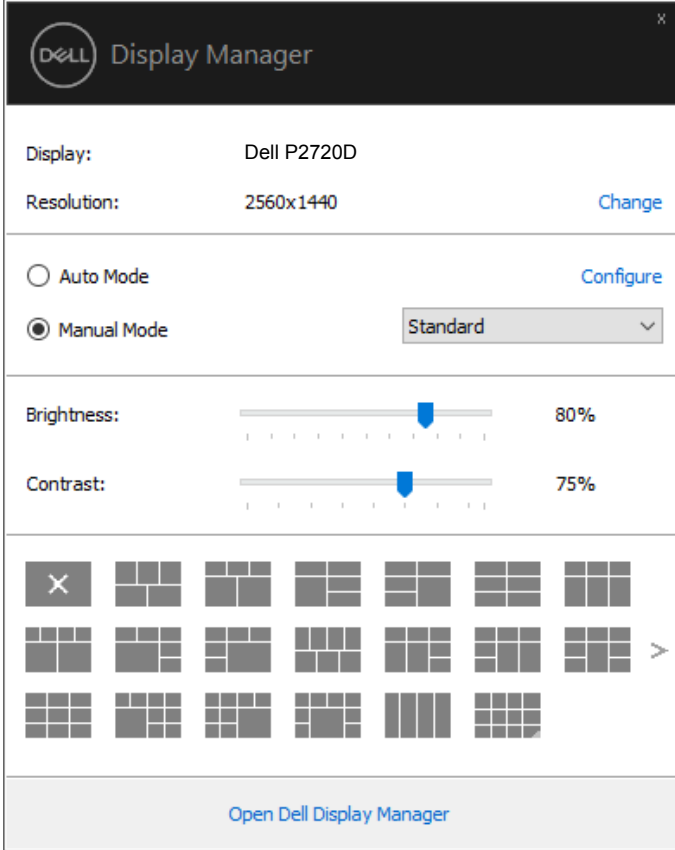 DELL Display Manager
x
Display: Dell P2720D
Resolution: 2560x1440 Change
Auto Mode Configure
Manual Mode Standard
Brightness: 80%
Contrast: 75%
Open Dell Display Manager